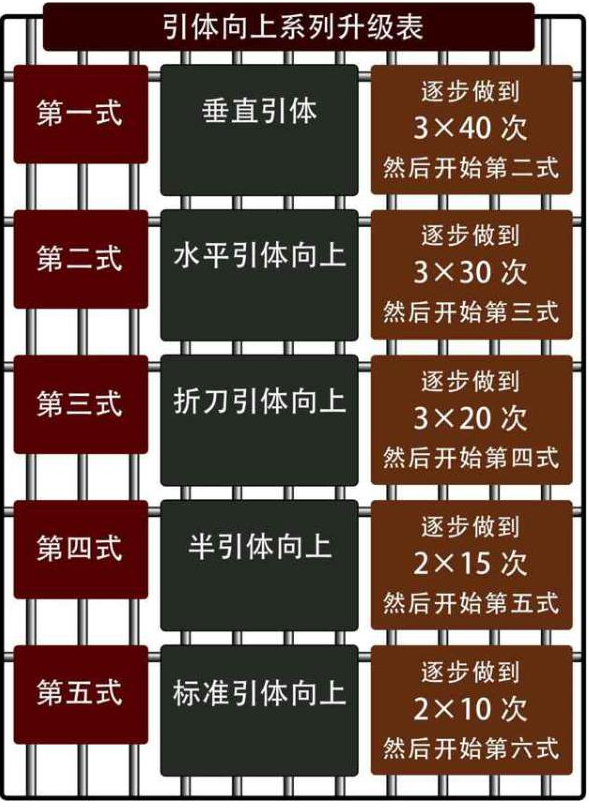 引体向上系列升级表
第一式
垂直引体
逐步做到
3×40 次
然后开始第二式
第二式
水平引体向上
逐步做到
3×30 次
然后开始第三式
第三式
折刀引体向上
逐步做到
3×20 次
然后开始第四式
第四式
半引体向上
逐步做到
2×15 次
然后开始第五式
第五式
标准引体向上
逐步做到
2×10 次
然后开始第六式